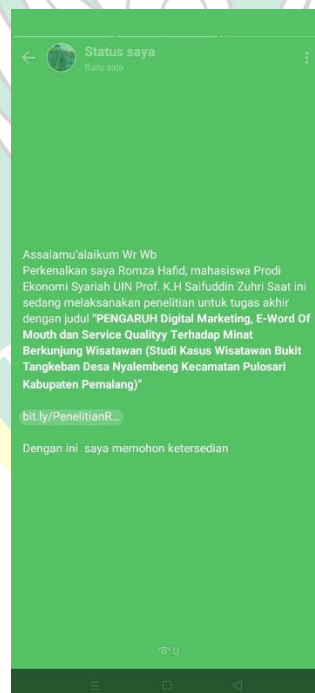 Status saya
Baru saja
Assalamu'alaikum Wr Wb
Perkenalkan saya Romza Hafid, mahasiswa Prodi
Ekonomi Syariah UIN Prof. K.H Saifuddin Zuhri Saat ini
sedang melaksanakan penelitian untuk tugas akhir
dengan judul "PENGARUH Digital Marketing, E-Word Of
Mouth dan Service Qualityy Terhadap Minat
Berkunjung Wisatawan (Studi Kasus Wisatawan Bukit
Tangkeban Desa Nyalembeng Kecamatan Pulosari
Kabupaten Pemalang)"
bit.ly/PenelitianR...
Dengan ini saya memohon ketersedian
0